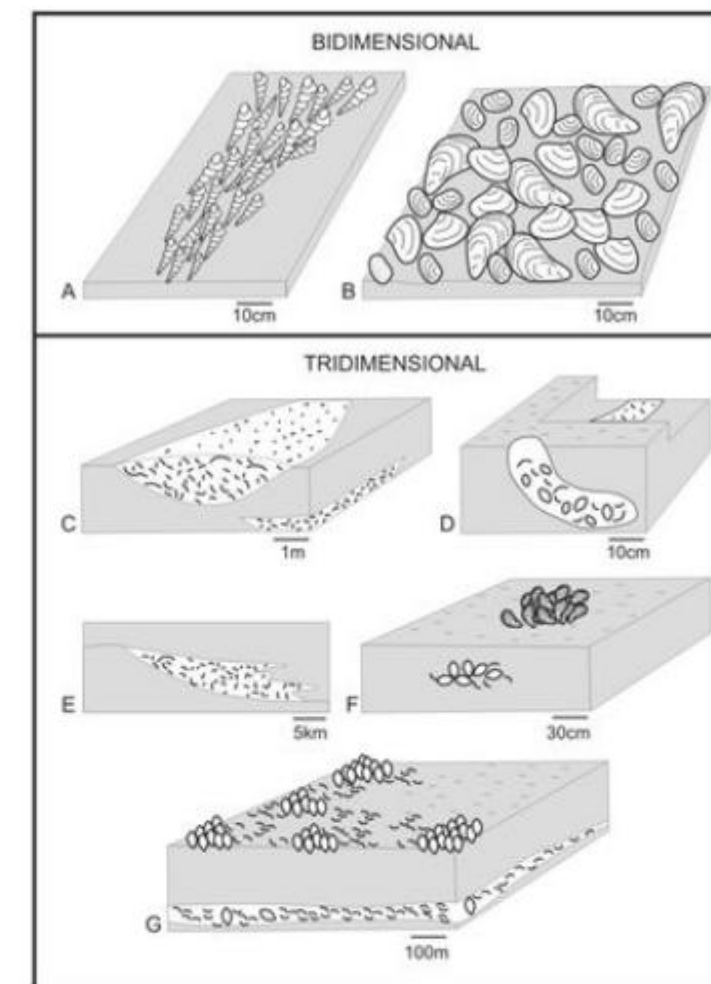 BIDIMENSIONAL
A
10cm
B
10cm
TRIDIMENSIONAL
C
1m
D
10cm
E
5km
F
30cm
G
100m